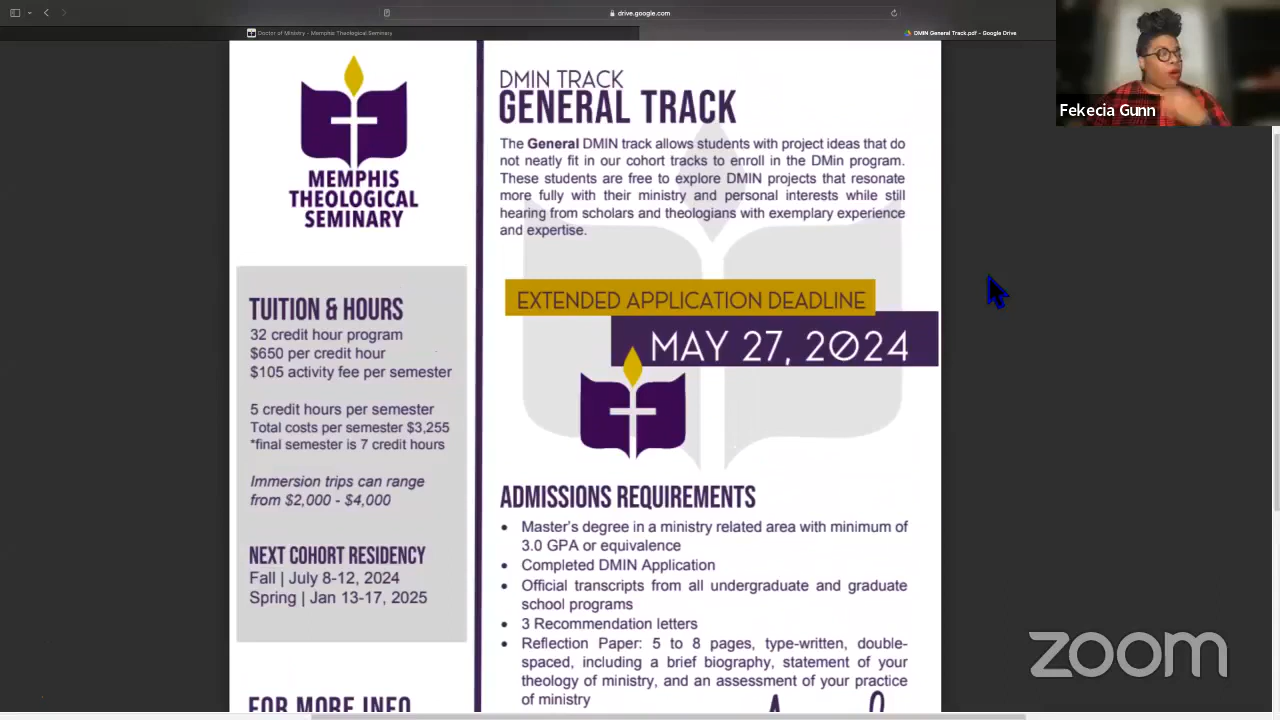 drive.google.com
Doctor of Ministry - Memphis Theological Seminary
DMIN General Track.pdf - Google Drive
Fekecia Gunn
MEMPHIS
THEOLOGICAL
SEMINARY
TUITION & HOURS
32 credit hour program
$650 per credit hour
$105 activity fee per semester
5 credit hours per semester
Total costs per semester $3,255
*final semester is 7 credit hours
Immersion trips can range
from $2,000 - $4,000
NEXT COHORT RESIDENCY
Fall | July 8-12, 2024
Spring | Jan 13-17, 2025
FOR MORE INFO
DMIN TRACK
GENERAL TRACK
The General DMIN track allows students with project ideas that do
not neatly fit in our cohort tracks to enroll in the DMin program.
These students are free to explore DMIN projects that resonate
more fully with their ministry and personal interests while still
hearing from scholars and theologians with exemplary experience
and expertise.
EXTENDED APPLICATION DEADLINE
MAY 27, 2024
ADMISSIONS REQUIREMENTS
• Master's degree in a ministry related area with minimum of
3.0 GPA or equivalence
• Completed DMIN Application
• Official transcripts from all undergraduate and graduate
school programs
• 3 Recommendation letters
• Reflection Paper: 5 to 8 pages, type-written, double-
spaced, including a brief biography, statement of your
theology of ministry, and an assessment of your practice
of ministry
zoom